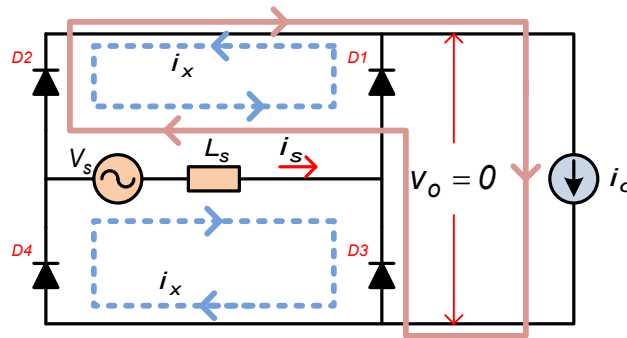 D2
i_x
D1
V_s
L_s
i_s
v_o = 0
i_o
D4
D3
i_x